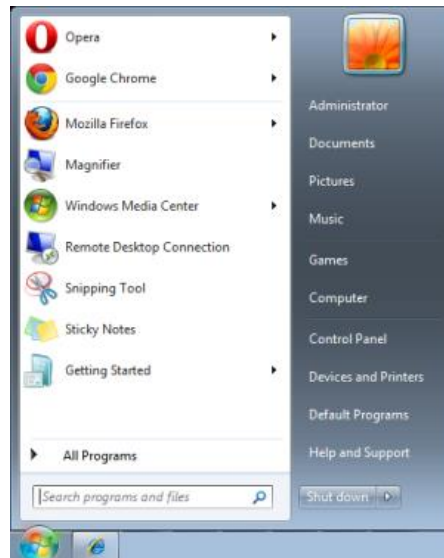 Opera
Google Chrome
Mozilla Firefox
Magnifier
Windows Media Center
Remote Desktop Connection
Snipping Tool
Sticky Notes
Getting Started
All Programs
Search programs and files
Administrator
Documents
Pictures
Music
Games
Computer
Control Panel
Devices and Printers
Default Programs
Help and Support
Shut down